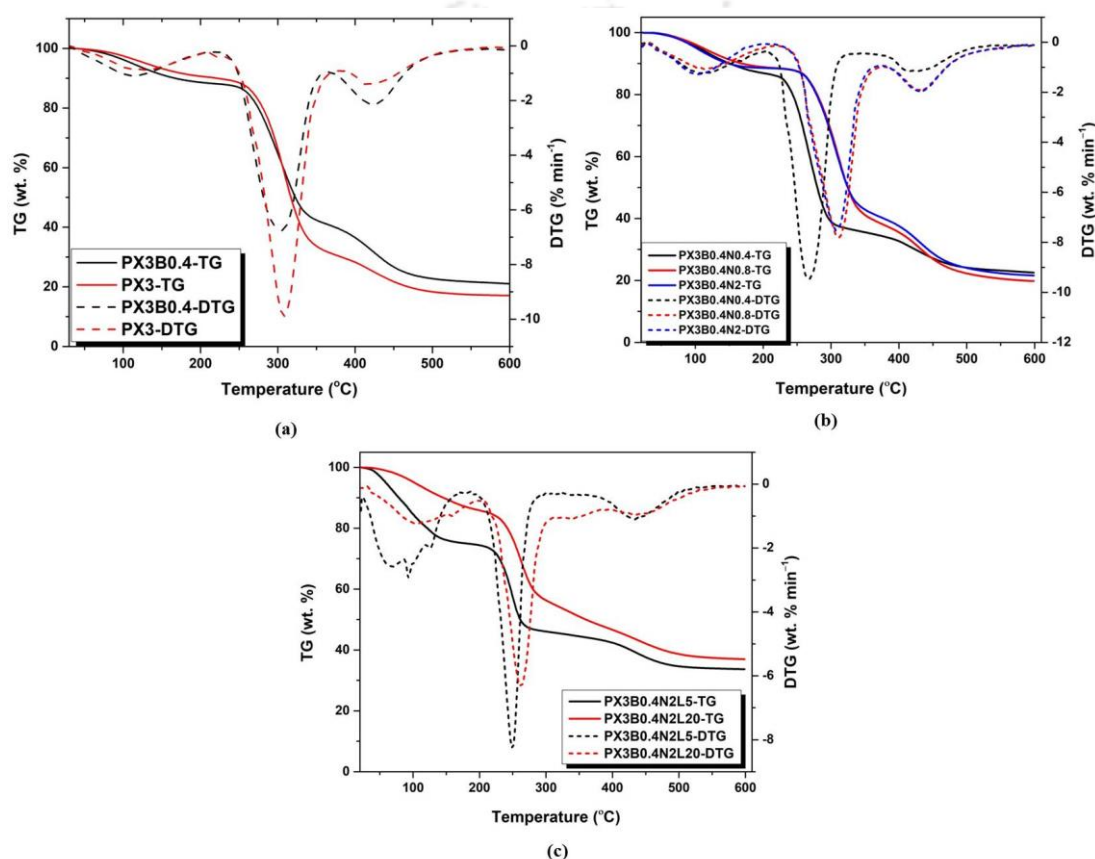 100
80
60
40
20
0
TG (wt. %)
PX3B0.4-TG
PX3-TG
PX3B0.4-DTG
PX3-DTG
0
-2
-4
-6
-8
-10
DTG (% min⁻¹)
100 200 300 400 500 600
Temperature (°C)
(a)
100
80
60
40
20
0
TG (wt. %)
PX3B0.4N0.4-TG
PX3B0.4N0.8-TG
PX3B0.4N2-TG
PX3B0.4N0.4-DTG
PX3B0.4N0.8-DTG
PX3B0.4N2-DTG
0
-2
-4
-6
-8
-10
-12
DTG (wt. % min⁻¹)
100 200 300 400 500 600
Temperature (°C)
(b)
100
80
60
40
20
0
TG (wt. %)
PX3B0.4N2L5-TG
PX3B0.4N2L20-TG
PX3B0.4N2L5-DTG
PX3B0.4N2L20-DTG
0
-2
-4
-6
-8
DTG (wt. % min⁻¹)
100 200 300 400 500 600
Temperature (°C)
(c)